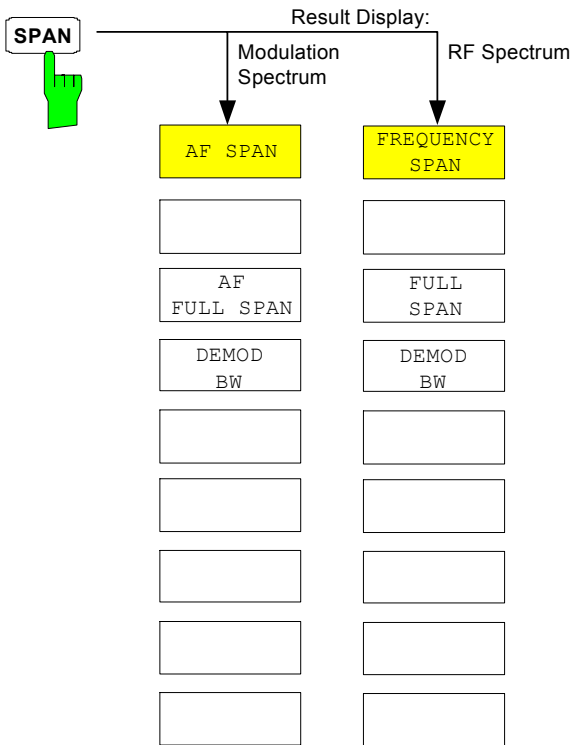 SPAN
Result Display:
Modulation
Spectrum
RF Spectrum
AF SPAN
FREQUENCY
SPAN
AF
FULL SPAN
FULL
SPAN
DEMOD
BW
DEMOD
BW